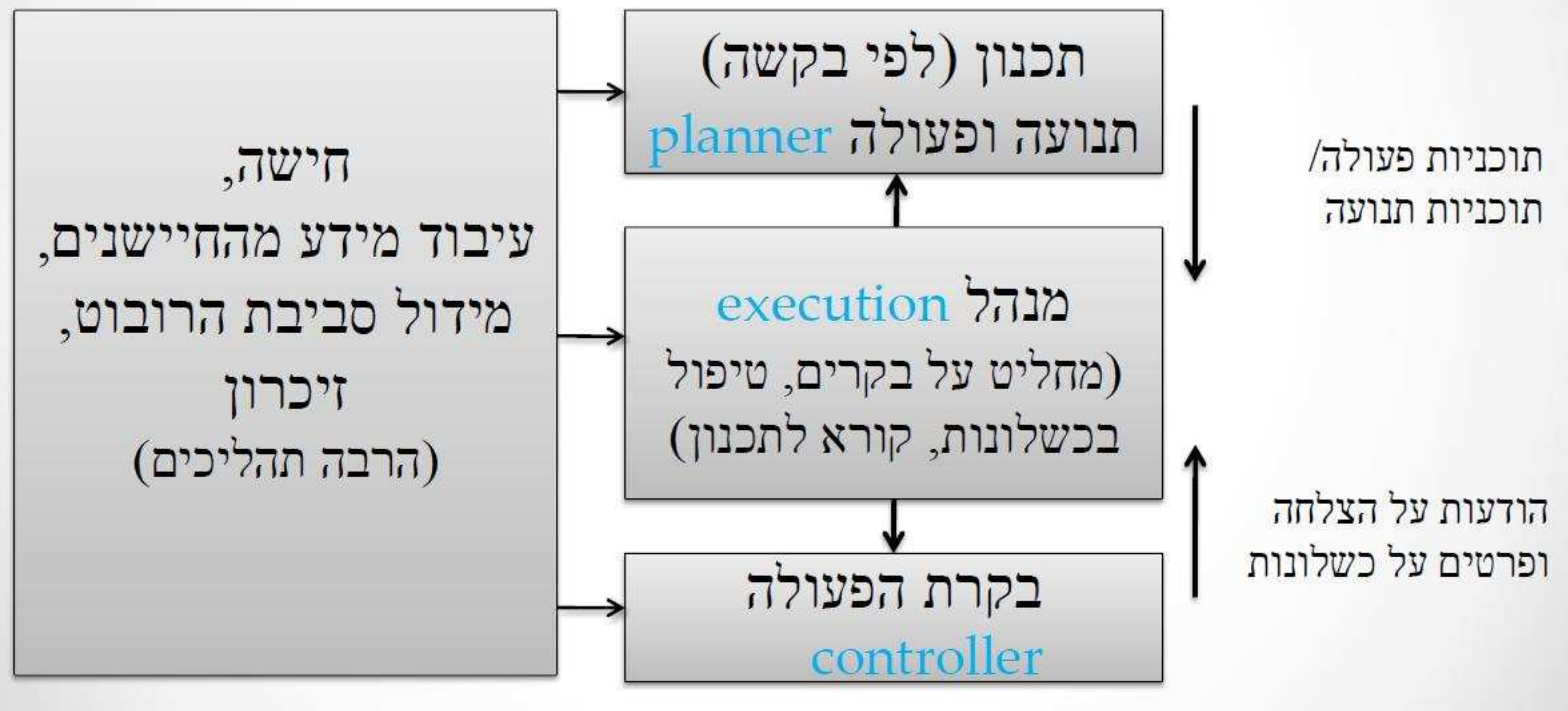 חישה,
עיבוד מידע מהחיישנים,
מידול סביבת הרובוט,
זיכרון
(הרבה תהליכים)
תכנון (לפי בקשה)
תנועה ופעולה planner
מנהל execution
(מחליט על בקרים, טיפול
בכשלונות, קורא לתכנון)
בקרת הפעולה
controller
תוכניות פעולה/
תוכניות תנועה
הודעות על הצלחה
ופרטים על כשלונות